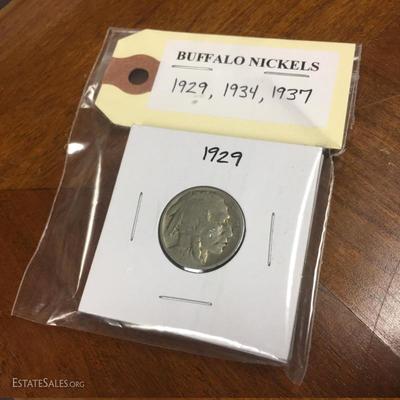 BUFFALO NICKELS
1929, 1934, 1937
1929
ESTATESALES.ORG